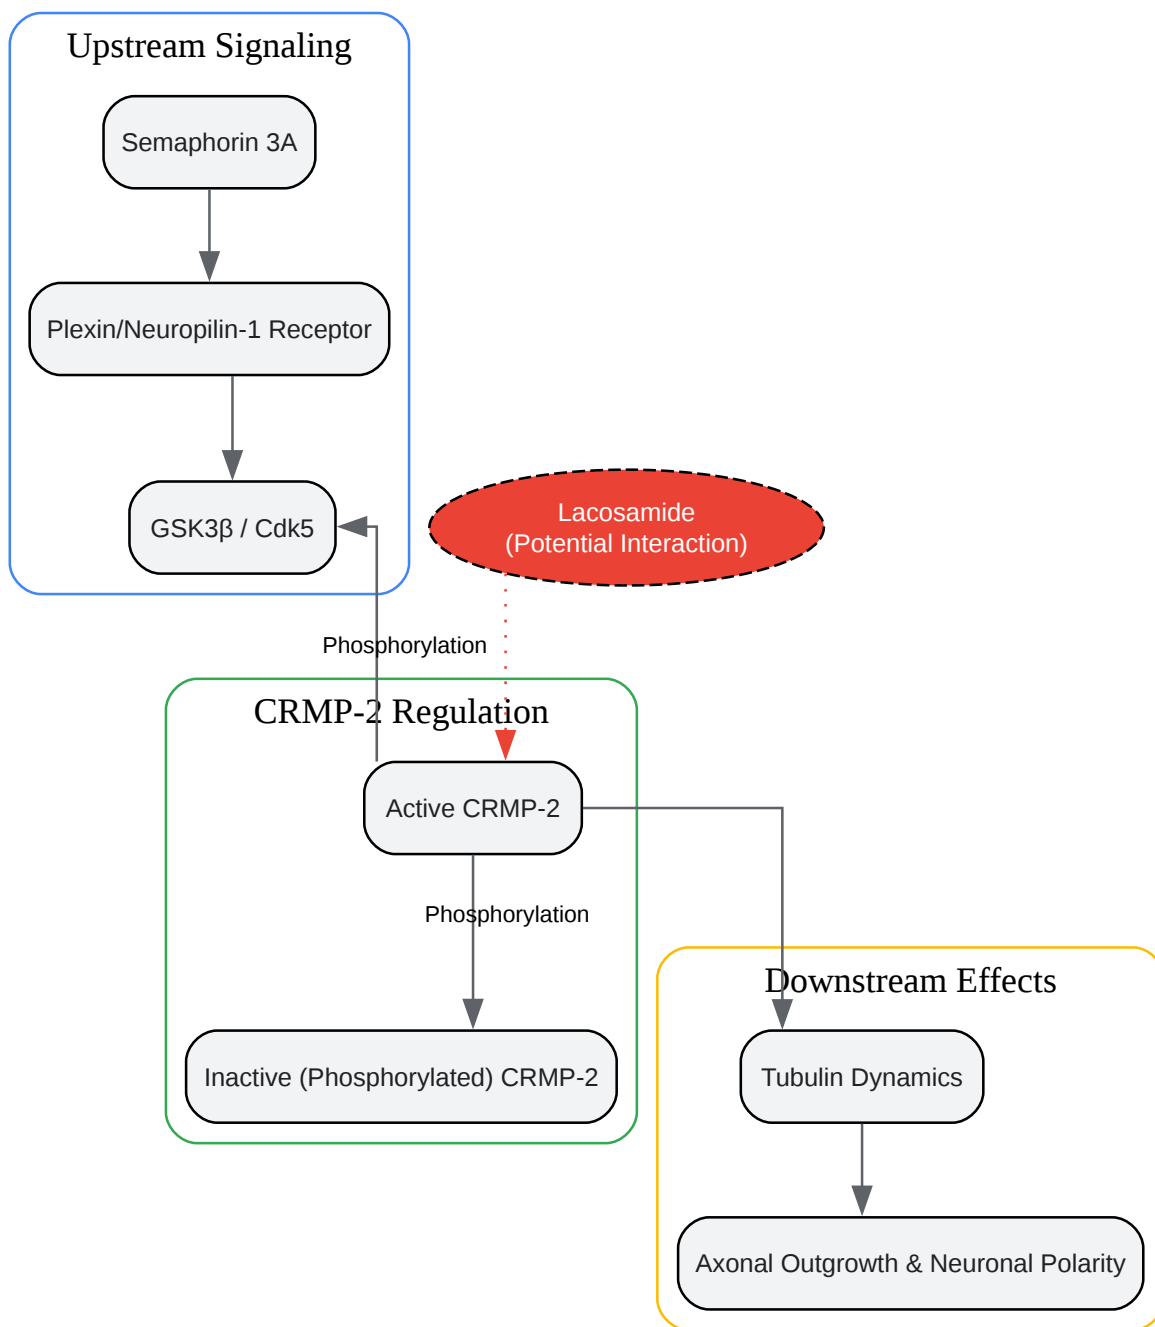 Upstream Signaling
Semaphorin 3A
Plexin/Neuropilin-1 Receptor
GSK3β / Cdk5
Lacosamide
(Potential Interaction)
Phosphorylation
CRMP-2 Regulation
Active CRMP-2
Phosphorylation
Inactive (Phosphorylated) CRMP-2
Downstream Effects
Tubulin Dynamics
Axonal Outgrowth & Neuronal Polarity